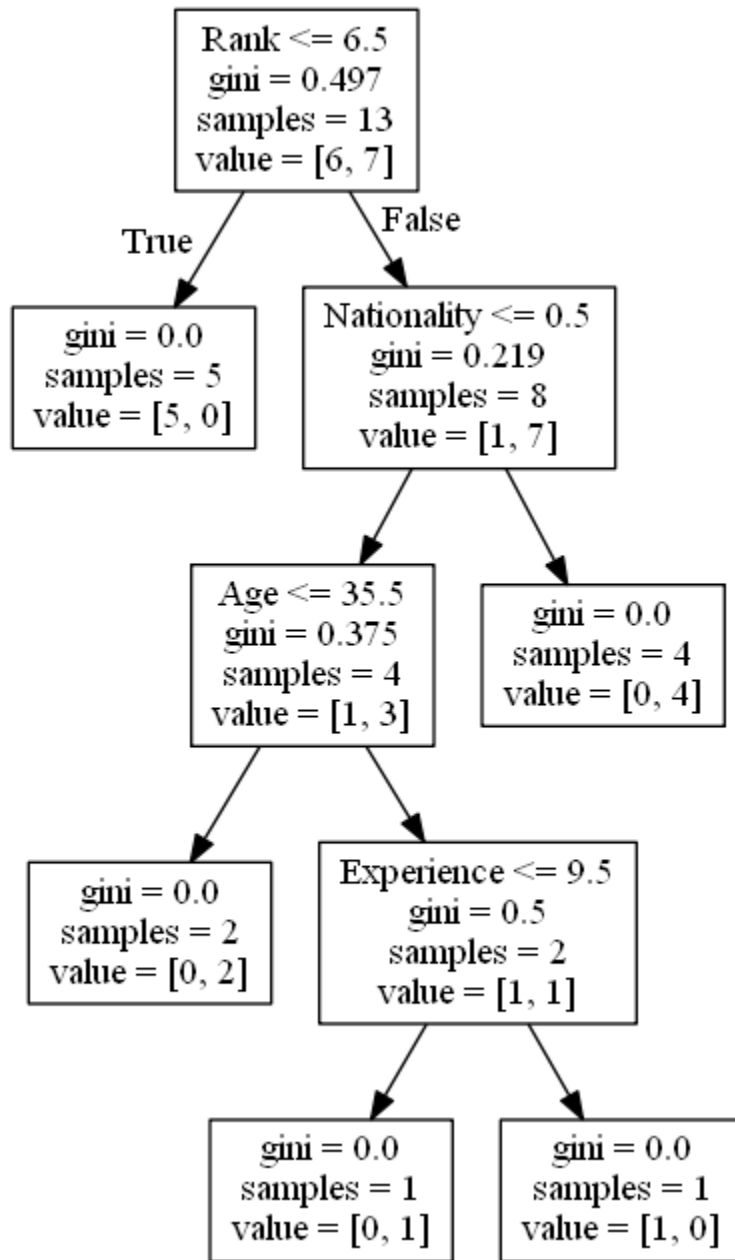 Rank <= 6.5
gini = 0.497
samples = 13
value = [6, 7]
True
False
gini = 0.0
samples = 5
value = [5, 0]
Nationality <= 0.5
gini = 0.219
samples = 8
value = [1, 7]
Age <= 35.5
gini = 0.375
samples = 4
value = [1, 3]
gini = 0.0
samples = 4
value = [0, 4]
gini = 0.0
samples = 2
value = [0, 2]
Experience <= 9.5
gini = 0.5
samples = 2
value = [1, 1]
gini = 0.0
samples = 1
value = [0, 1]
gini = 0.0
samples = 1
value = [1, 0]